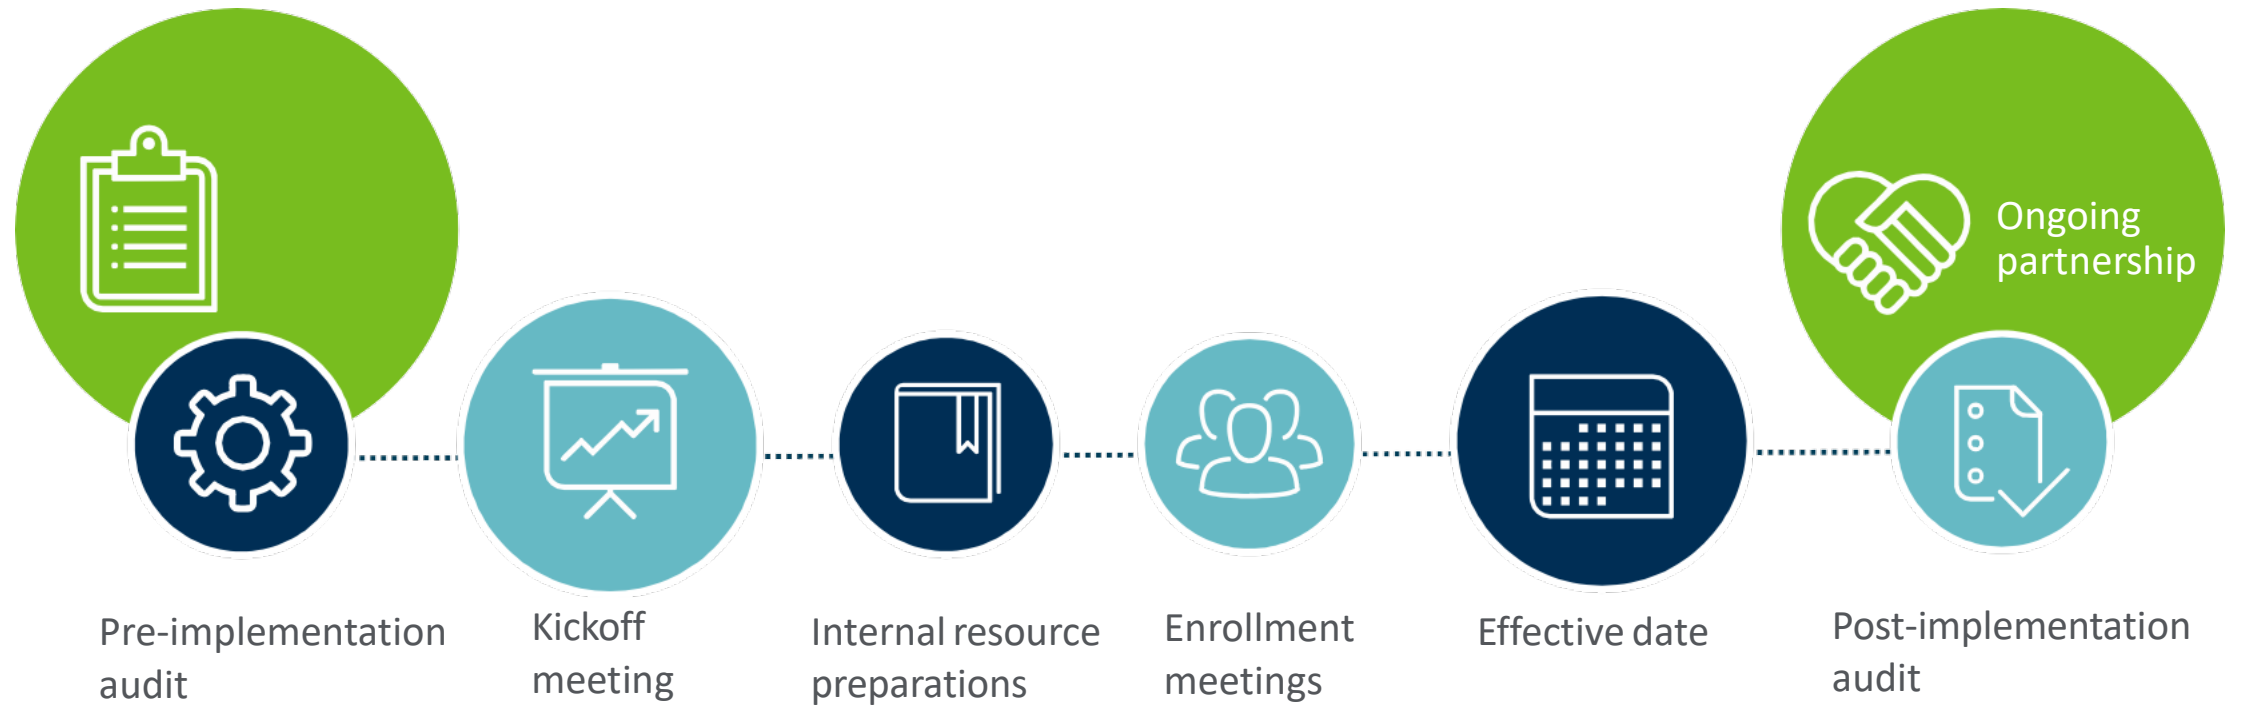 Ongoing
partnership
Pre-implementation
audit
Kickoff
meeting
Internal resource
preparations
Enrollment
meetings
Effective date
Post-implementation
audit